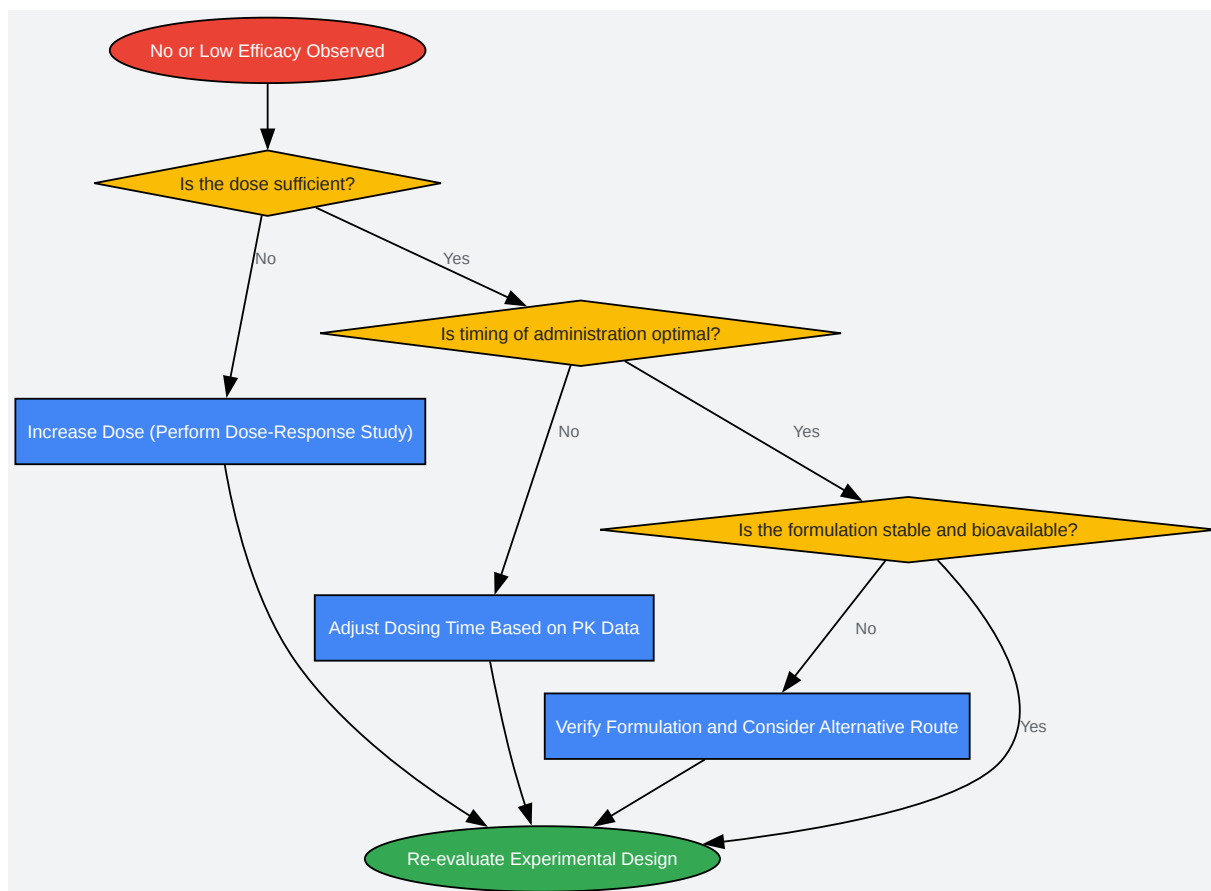 No or Low Efficacy Observed
Is the dose sufficient?
No
Yes
Is timing of administration optimal?
Increase Dose (Perform Dose-Response Study)
No
Yes
Is the formulation stable and bioavailable?
Adjust Dosing Time Based on PK Data
No
Verify Formulation and Consider Alternative Route
Yes
Re-evaluate Experimental Design